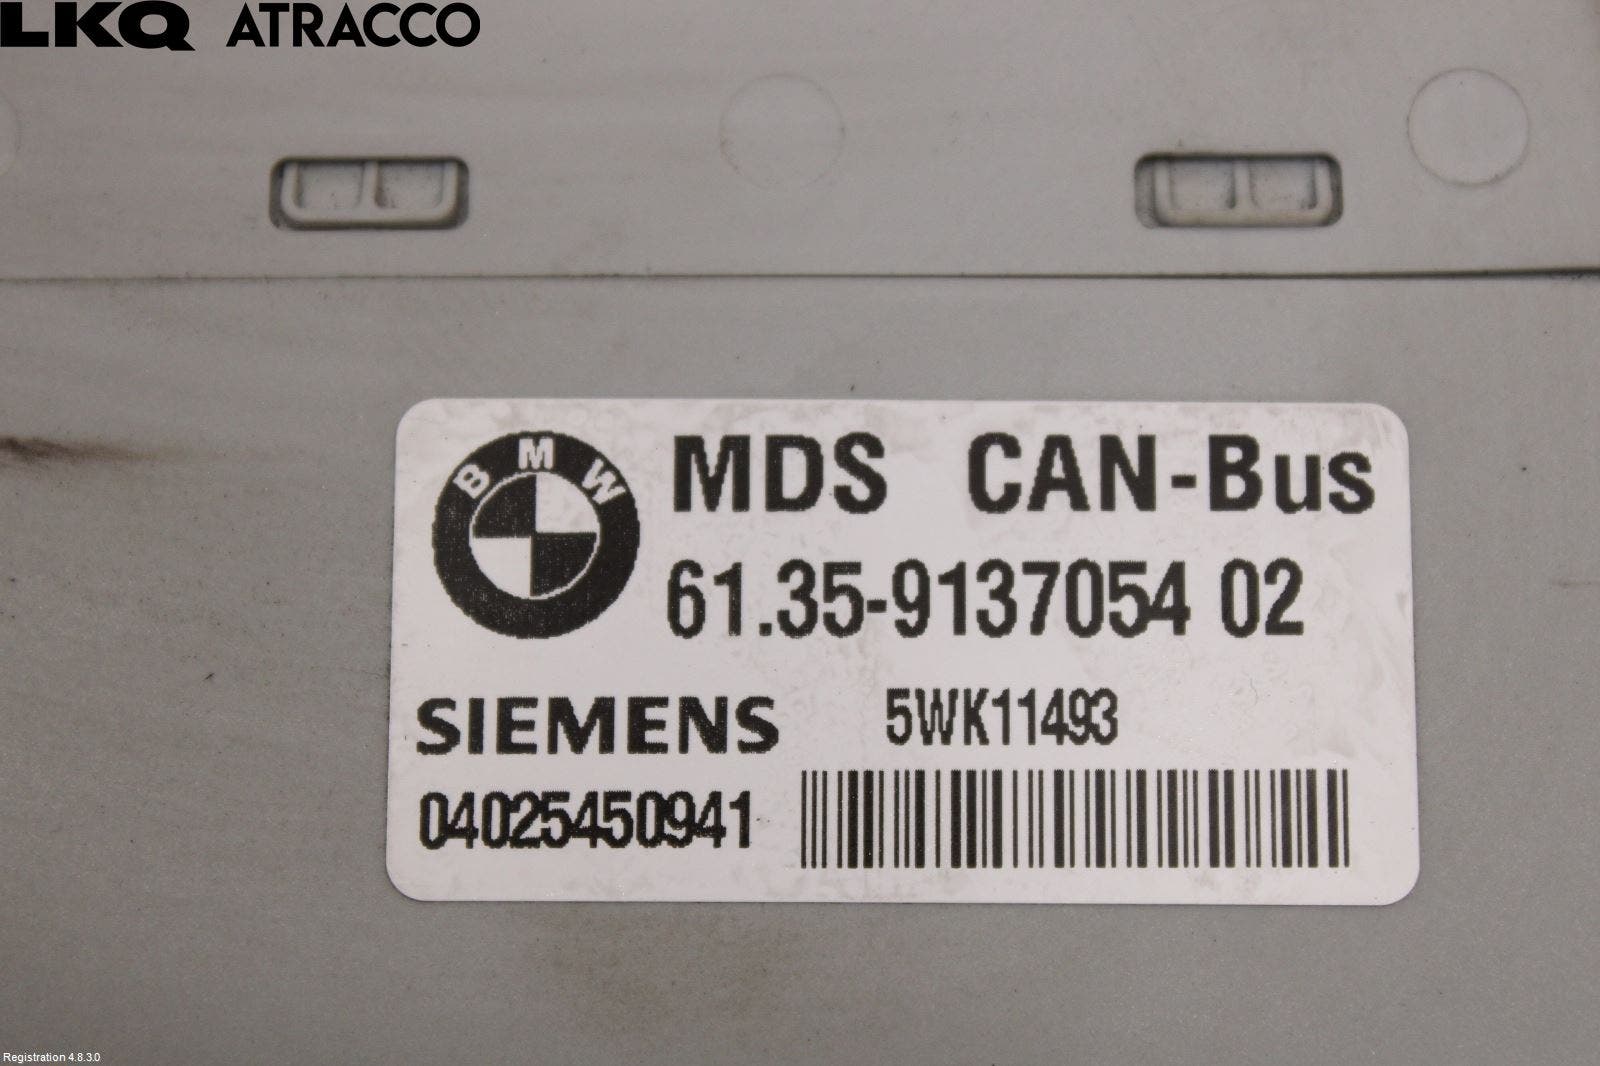 LKQ ATRACCO
BMW
MDS CAN-Bus
61.35-9137054 02
SIEMENS 5WK11493
04025450941
Registration 4.8.3.0